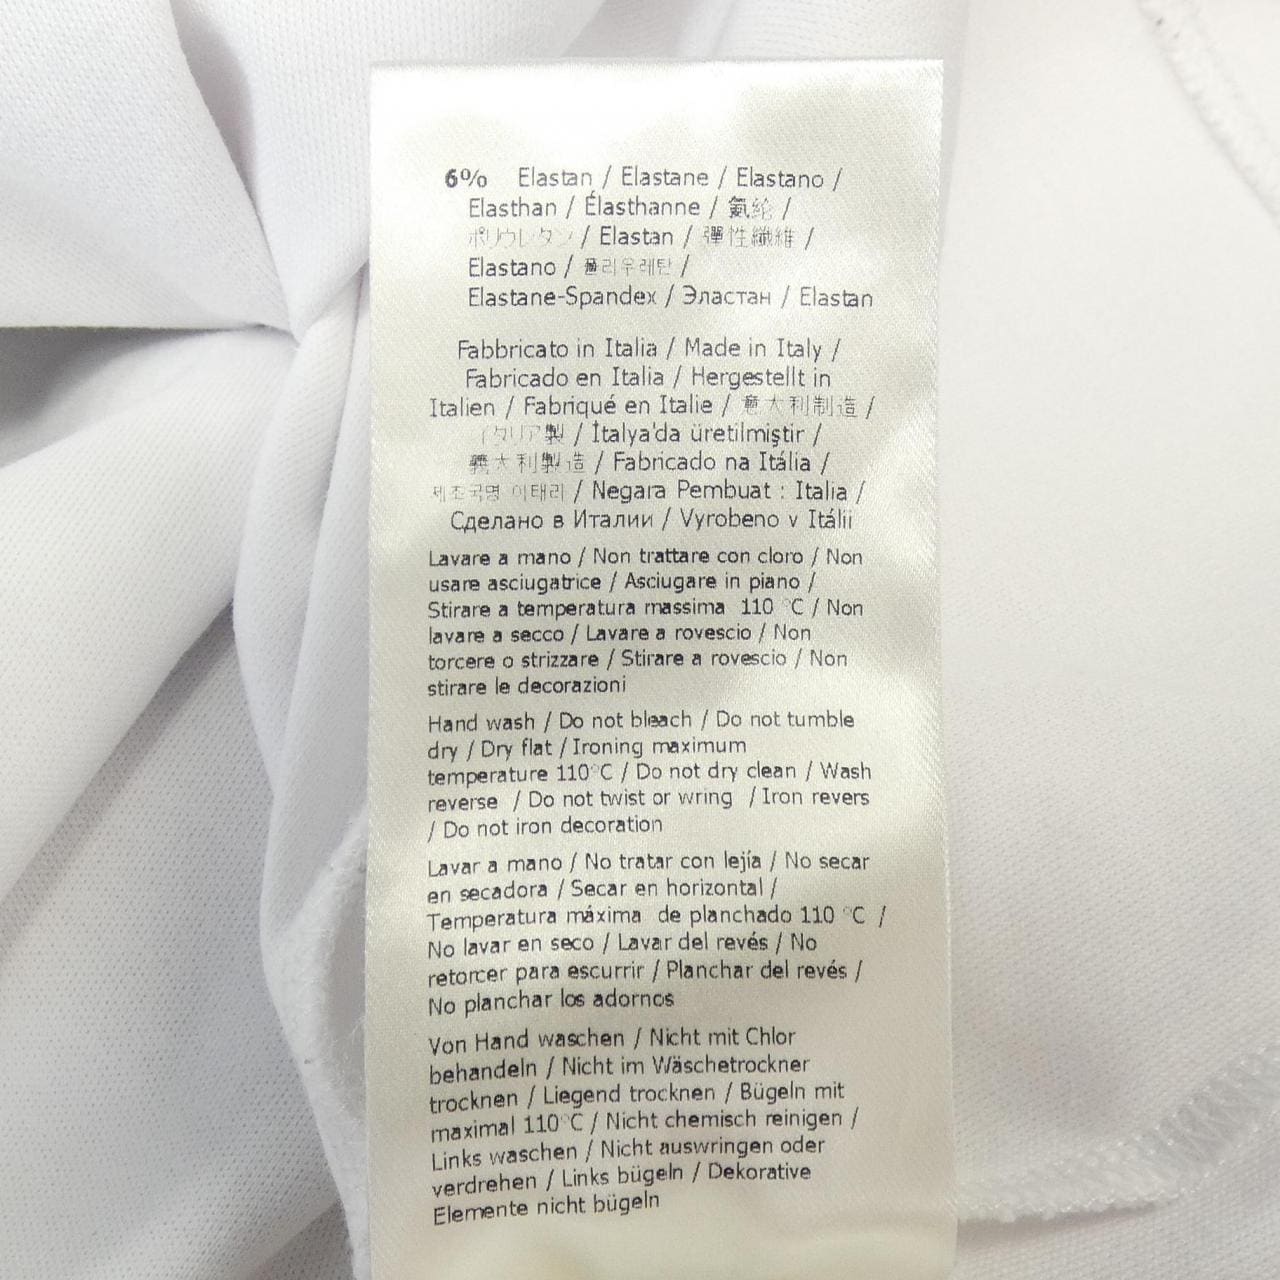 6% Elastan / Elastane / Elastano /
Elasthan / Élasthanne / 氨纶 /
ポリウレタン / Elastan / 彈性纖維 /
Elastano / 폴리우레탄 /
Elastane-Spandex / Эластан / Elastan
Fabbricato in Italia / Made in Italy /
Fabricado en Italia / Hergestellt in
Italien / Fabriqué en Italie / 意大利制造 /
イタリア製 / İtalya'da üretilmiştir /
義大利製造 / Fabricado na Itália /
제조국명 이태리 / Negara Pembuat : Italia /
Сделано в Италии / Vyrobeno v Itálii
Lavare a mano / Non trattare con cloro / Non
usare asciugatrice / Asciugare in piano /
Stirare a temperatura massima 110 °C / Non
lavare a secco / Lavare a rovescio / Non
torcere o strizzare / Stirare a rovescio / Non
stirare le decorazioni
Hand wash / Do not bleach / Do not tumble
dry / Dry flat / Ironing maximum
temperature 110°C / Do not dry clean / Wash
reverse / Do not twist or wring / Iron revers
/ Do not iron decoration
Lavar a mano / No tratar con lejía / No secar
en secadora / Secar en horizontal /
Temperatura máxima de planchado 110 °C /
No lavar en seco / Lavar del revés / No
retorcer para escurrir / Planchar del revés /
No planchar los adornos
Von Hand waschen / Nicht mit Chlor
behandeln / Nicht im Wäschetrockner
trocknen / Liegend trocknen / Bügeln mit
maximal 110°C / Nicht chemisch reinigen /
Links waschen / Nicht auswringen oder
verdrehen / Links bügeln / Dekorative
Elemente nicht bügeln